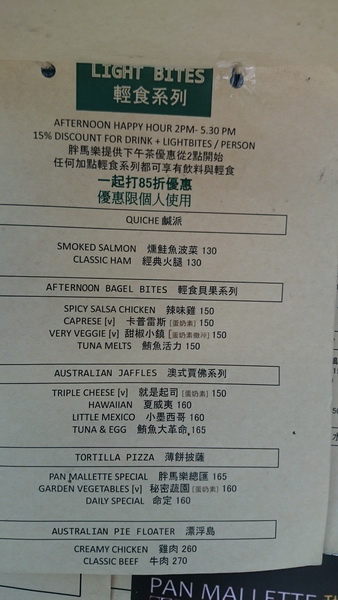 LIGHT BITES
輕食系列
AFTERNOON HAPPY HOUR 2PM- 5.30 PM
15% DISCOUNT FOR DRINK + LIGHTBITES / PERSON
胖馬樂提供下午茶優惠從2點開始
任何加點輕食系列都可享有飲料與輕食
一起打85折優惠
優惠限個人使用
QUICHE 鹹派
SMOKED SALMON 燻鮭魚波菜 130
CLASSIC HAM 經典火腿 130
AFTERNOON BAGEL BITES 輕食貝果系列
SPICY SALSA CHICKEN 辣味雞 150
CAPRESE [v] 卡普雷斯 [蛋奶素] 150
VERY VEGGIE [v] 甜椒小鎮 [蛋奶素微辣] 150
TUNA MELTS 鮪魚活力 150
AUSTRALIAN JAFFLES 澳式買佛系列
TRIPLE CHEESE [v] 就是起司 [蛋奶素] 150
HAWAIIAN 夏威夷 160
LITTLE MEXICO 小墨西哥 160
TUNA & EGG 鮪魚大革命 165
TORTILLA PIZZA 薄餅披薩
PAN MALLETTE SPECIAL 胖馬樂總匯 165
GARDEN VEGETABLES [v] 秘密蔬園 [蛋奶素] 160
DAILY SPECIAL 命定 160
AUSTRALIAN PIE FLOATER 漂浮島
CREAMY CHICKEN 雞肉 260
CLASSIC BEEF 牛肉 270
PAN MALLETTE